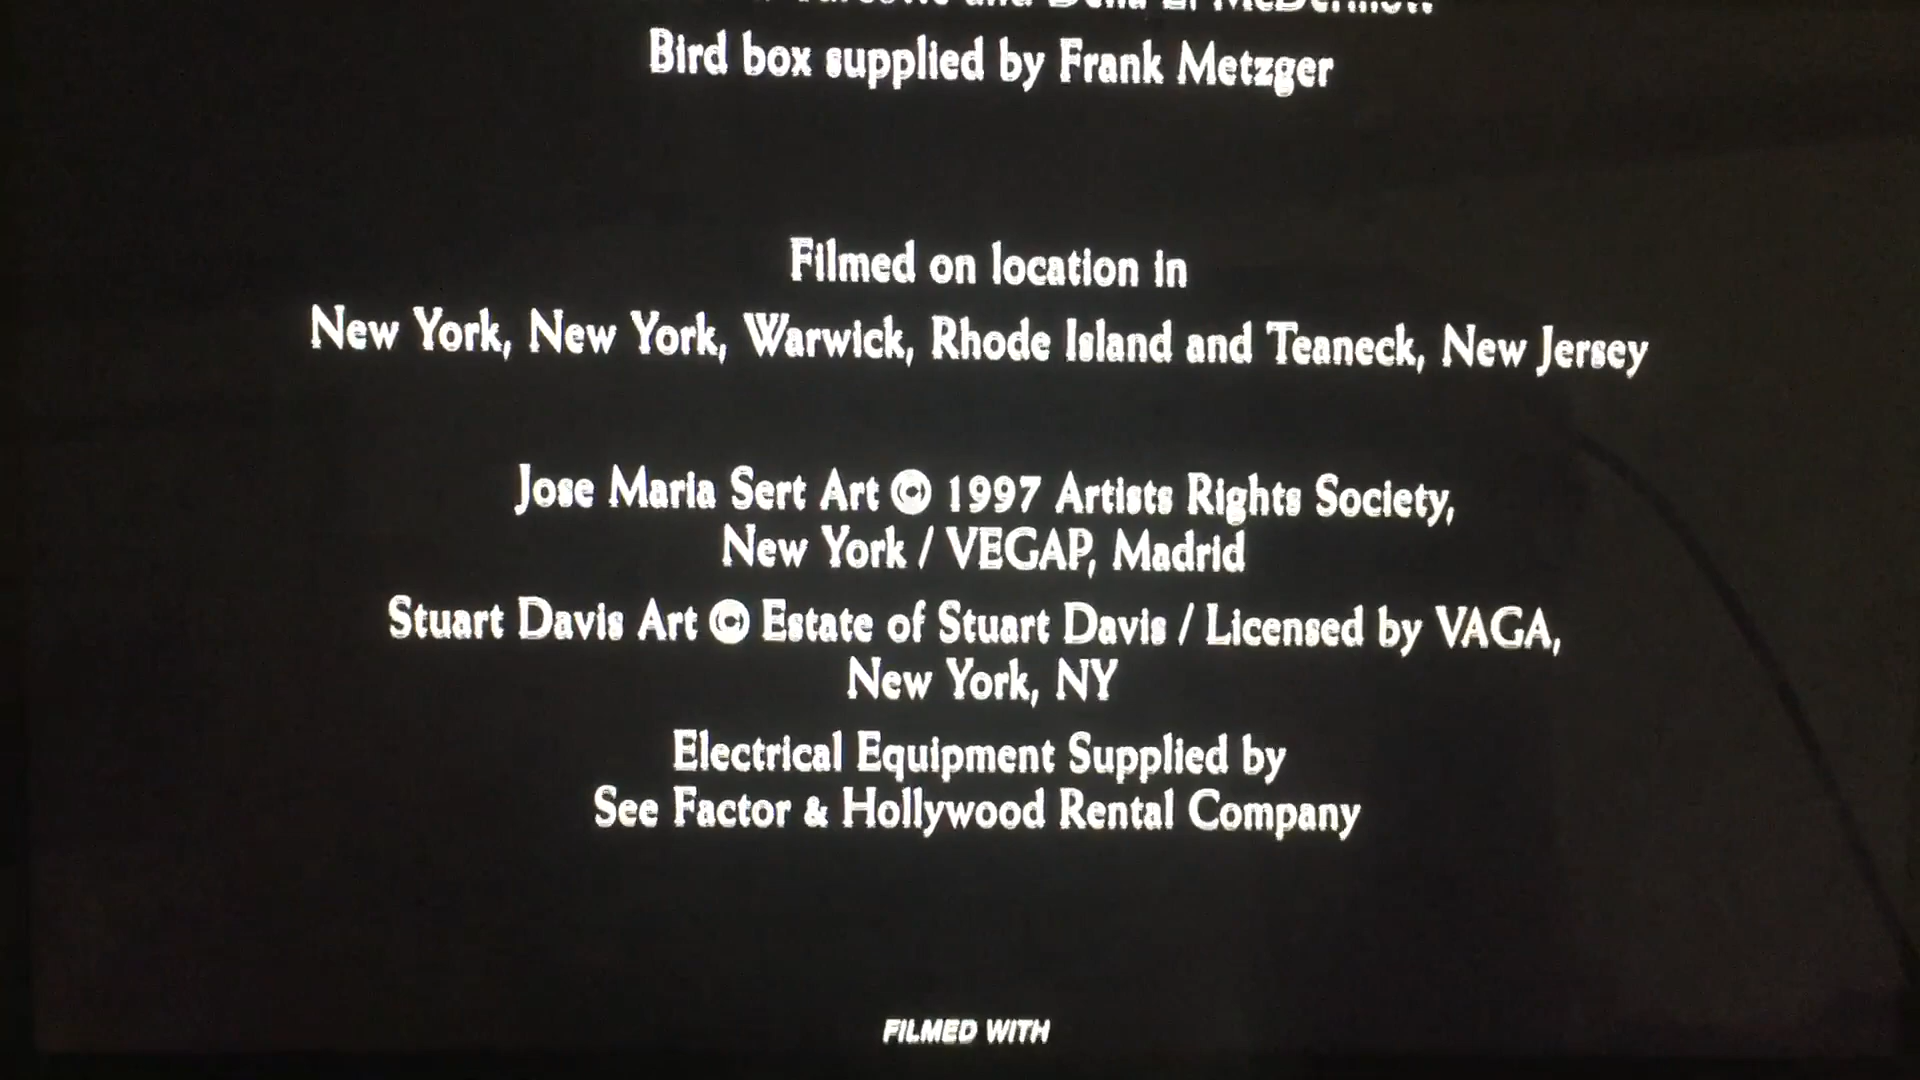 and
Bird box supplied by Frank Metzger
Filmed on location in
New York, New York, Warwick, Rhode Island and Teaneck, New Jersey
Jose Maria Sert Art © 1997 Artists Rights Society,
New York / VEGAP, Madrid
Stuart Davis Art © Estate of Stuart Davis / Licensed by VAGA,
New York, NY
Electrical Equipment Supplied by
See Factor & Hollywood Rental Company
FILMED WITH